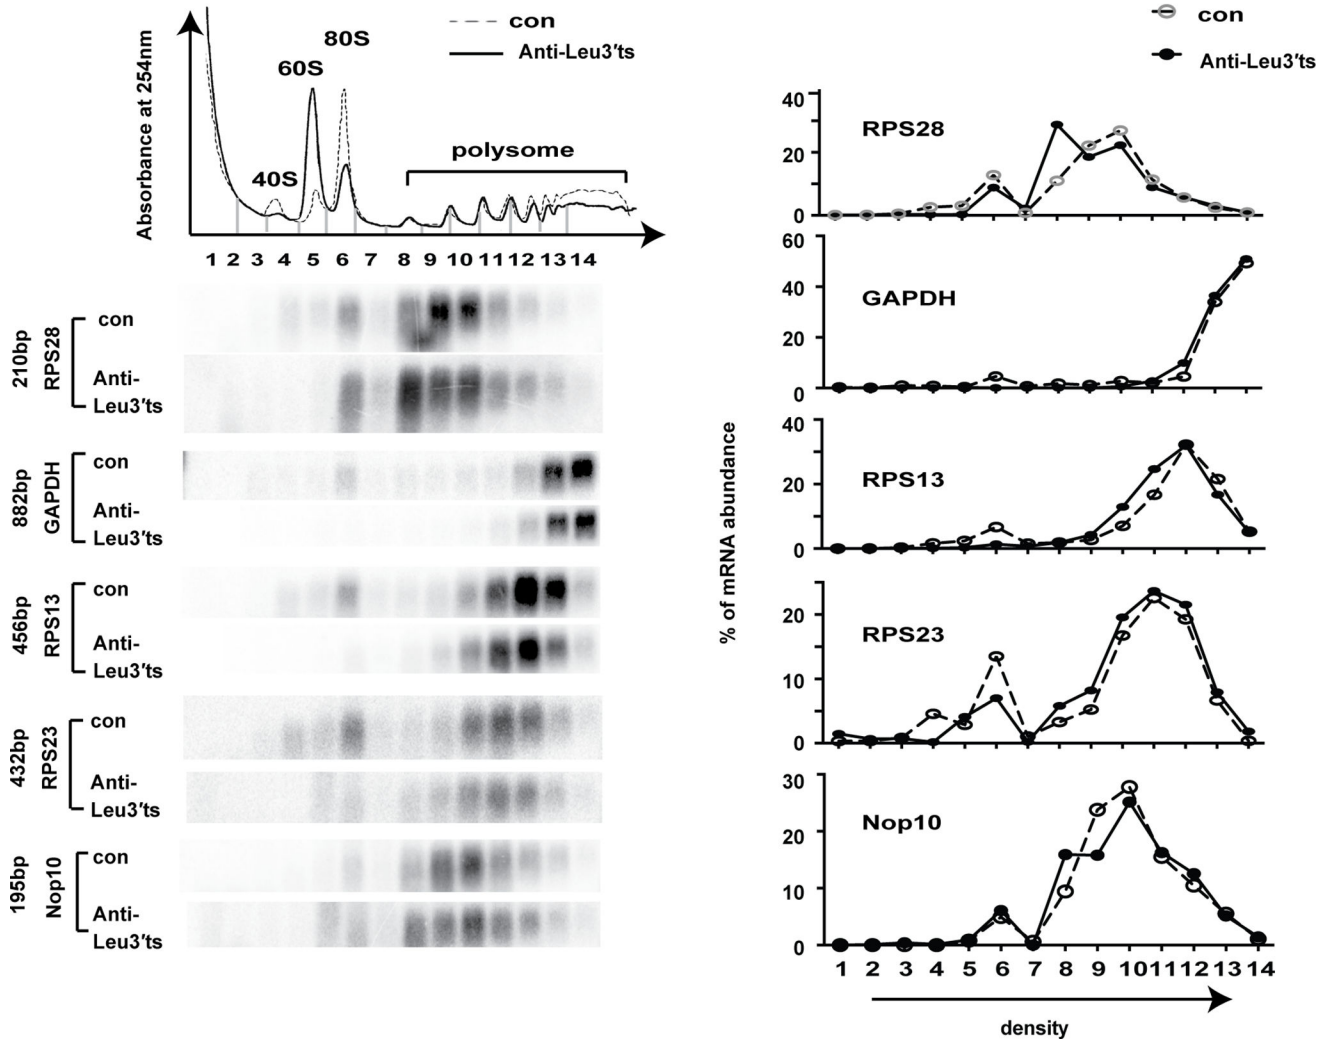 con
Anti-Leu3'ts
Absorbance at 254nm
40S
60S
80S
polysome
1 2 3 4 5 6 7 8 9 10 11 12 13 14
210bp
RPS28
con
Anti-
Leu3'ts
882bp
GAPDH
con
Anti-
Leu3'ts
456bp
RPS13
con
Anti-
Leu3'ts
432bp
RPS23
con
Anti-
Leu3'ts
195bp
Nop10
con
Anti-
Leu3'ts
con
Anti-Leu3'ts
% of mRNA abundance
40
20
0
RPS28
60
40
20
0
GAPDH
40
20
0
RPS13
20
10
0
RPS23
30
20
10
0
Nop10
1 2 3 4 5 6 7 8 9 10 11 12 13 14
density